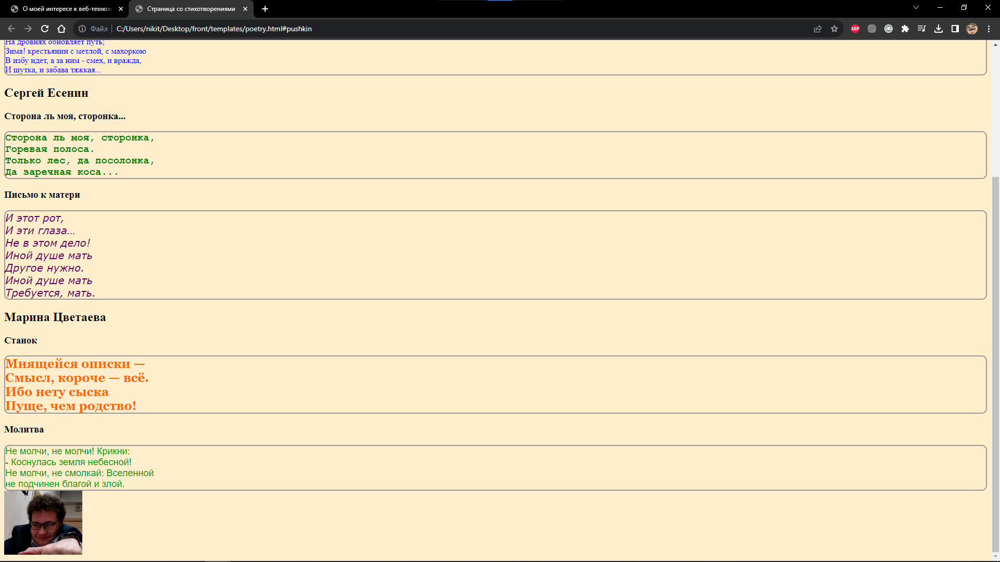 О моей интересе к веб-технол
Страница со стихотворениями
Файл
C:/Users/nikit/Desktop/front/templates/poetry.html#pushkin
ABP
На дровнях обновляет путь;
Зима! крестьянин с метлой, с махоркою
В избу идет, а за ним - смех, и вражда,
И шутка, и забава тяжкая...
Сергей Есенин
Сторона ль моя, сторонка...
Сторона ль моя, сторонка,
Горевая полоса.
Только лес, да посолонка,
Да заречная коса...
Письмо к матери
И этот рот,
И эти глаза...
Не в этом дело!
Иной душе мать
Другое нужно.
Иной душе мать
Требуется, мать.
Марина Цветаева
Станок
Мнящейся описки —
Смысл, короче — всё.
Ибо нету сыска
Пуще, чем родство!
Молитва
Не молчи, не молчи! Крикни:
- Коснулась земля небесной!
Не молчи, не смолкай: Вселенной
не подчинен благой и злой.